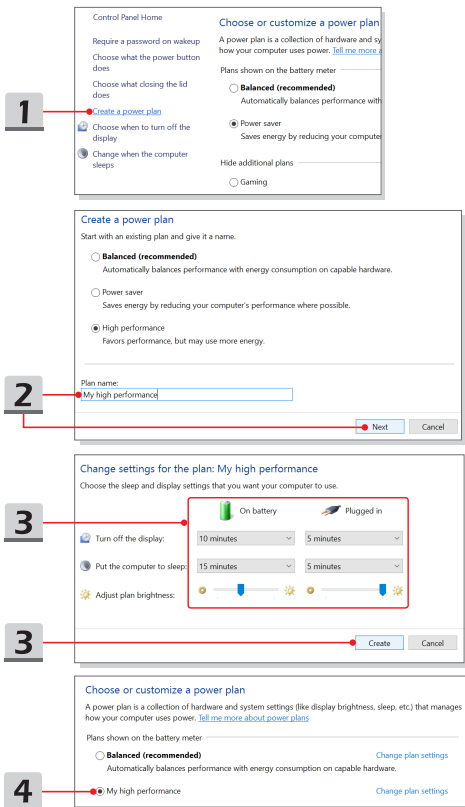 Control Panel Home
Require a password on wakeup
Choose what the power button
does
Choose what closing the lid
does
1
Create a power plan
Choose when to turn off the
display
Change when the computer
sleeps
Choose or customize a power plan
A power plan is a collection of hardware and sy
how your computer uses power. Tell me more a
Plans shown on the battery meter
Balanced (recommended)
Automatically balances performance with
Power saver
Saves energy by reducing your computer
Hide additional plans
Gaming
Create a power plan
Start with an existing plan and give it a name.
Balanced (recommended)
Automatically balances performance with energy consumption on capable hardware.
Power saver
Saves energy by reducing your computer's performance where possible.
High performance
Favors performance, but may use more energy.
Plan name:
2
My high performance
Next Cancel
Change settings for the plan: My high performance
Choose the sleep and display settings that you want your computer to use.
On battery Plugged in
3
Turn off the display: 10 minutes 5 minutes
Put the computer to sleep: 15 minutes 5 minutes
Adjust plan brightness:
3
Create Cancel
Choose or customize a power plan
A power plan is a collection of hardware and system settings (like display brightness, sleep, etc.) that manages
how your computer uses power. Tell me more about power plans
Plans shown on the battery meter
Balanced (recommended) Change plan settings
Automatically balances performance with energy consumption on capable hardware.
4
My high performance Change plan settings